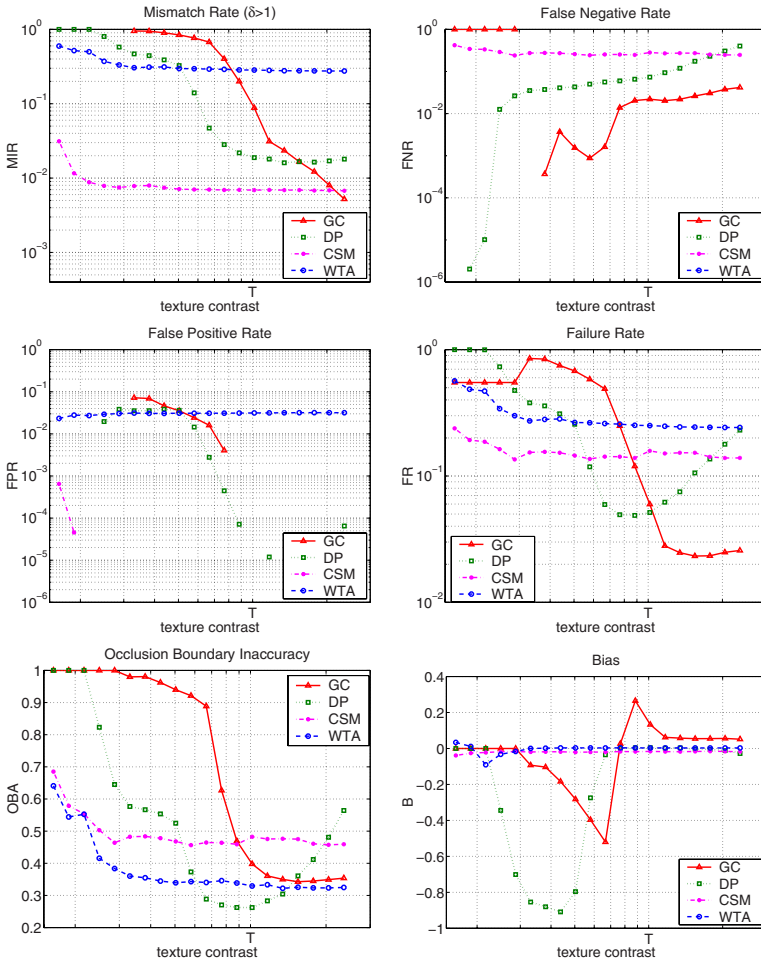 Mismatch Rate (δ>1)
10^0
10^-1
10^-2
10^-3
MIR
GC
DP
CSM
WTA
T
texture contrast
False Negative Rate
10^0
10^-2
10^-4
10^-6
FNR
GC
DP
CSM
WTA
T
texture contrast
False Positive Rate
10^0
10^-1
10^-2
10^-3
10^-4
10^-5
10^-6
FPR
GC
DP
CSM
WTA
T
texture contrast
Failure Rate
10^0
10^-1
10^-2
FR
GC
DP
CSM
WTA
T
texture contrast
Occlusion Boundary Inaccuracy
1
0.9
0.8
0.7
0.6
0.5
0.4
0.3
0.2
OBA
GC
DP
CSM
WTA
T
texture contrast
Bias
0.4
0.2
0
−0.2
−0.4
−0.6
−0.8
−1
B
GC
DP
CSM
WTA
T
texture contrast